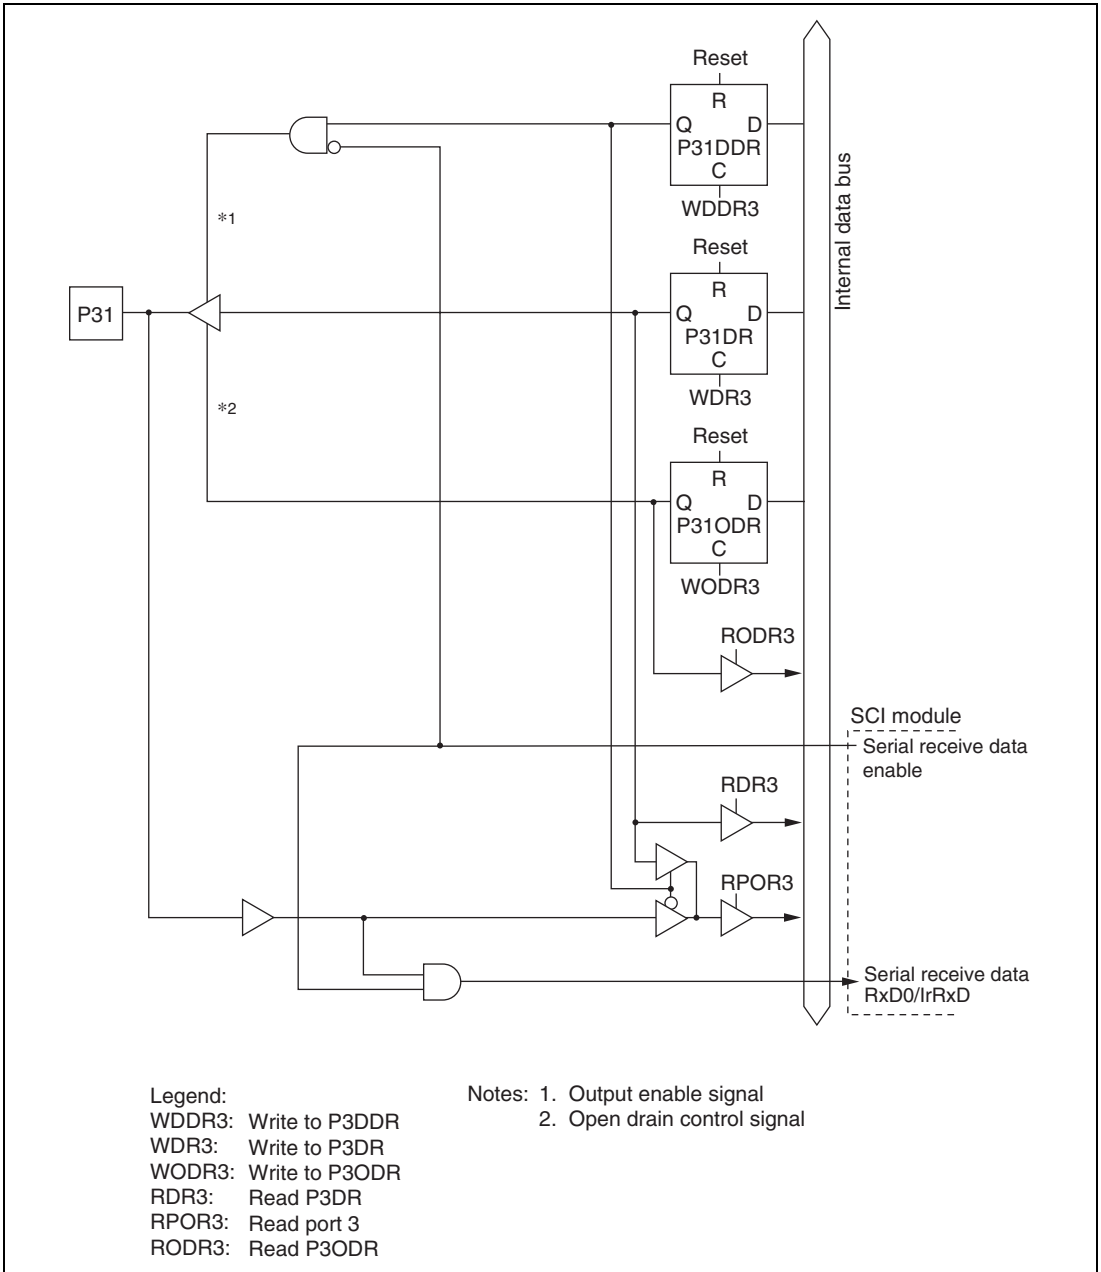 Reset
R
Q D
P31DDR
C
WDDR3
Internal data bus
*1
Reset
R
P31
Q D
P31DR
C
WDR3
*2
Reset
R
Q D
P31ODR
C
WODR3
RODR3
SCI module
Serial receive data
enable
RDR3
RPOR3
Serial receive data
RxD0/IrRxD
Legend:
WDDR3: Write to P3DDR
WDR3: Write to P3DR
WODR3: Write to P3ODR
RDR3: Read P3DR
RPOR3: Read port 3
RODR3: Read P3ODR
Notes: 1. Output enable signal
2. Open drain control signal